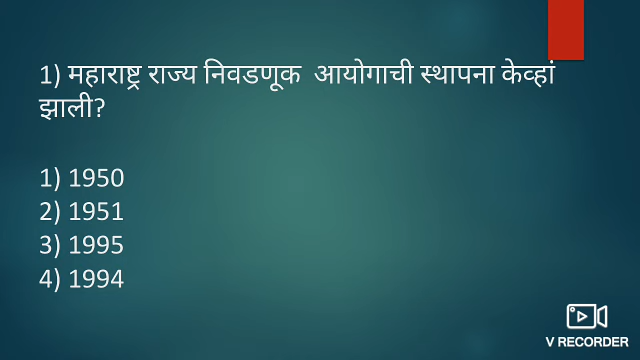 1) महाराष्ट्र राज्य निवडणूक आयोगाची स्थापना केव्हां
झाली?
1) 1950
2) 1951
3) 1995
4) 1994
V RECORDER